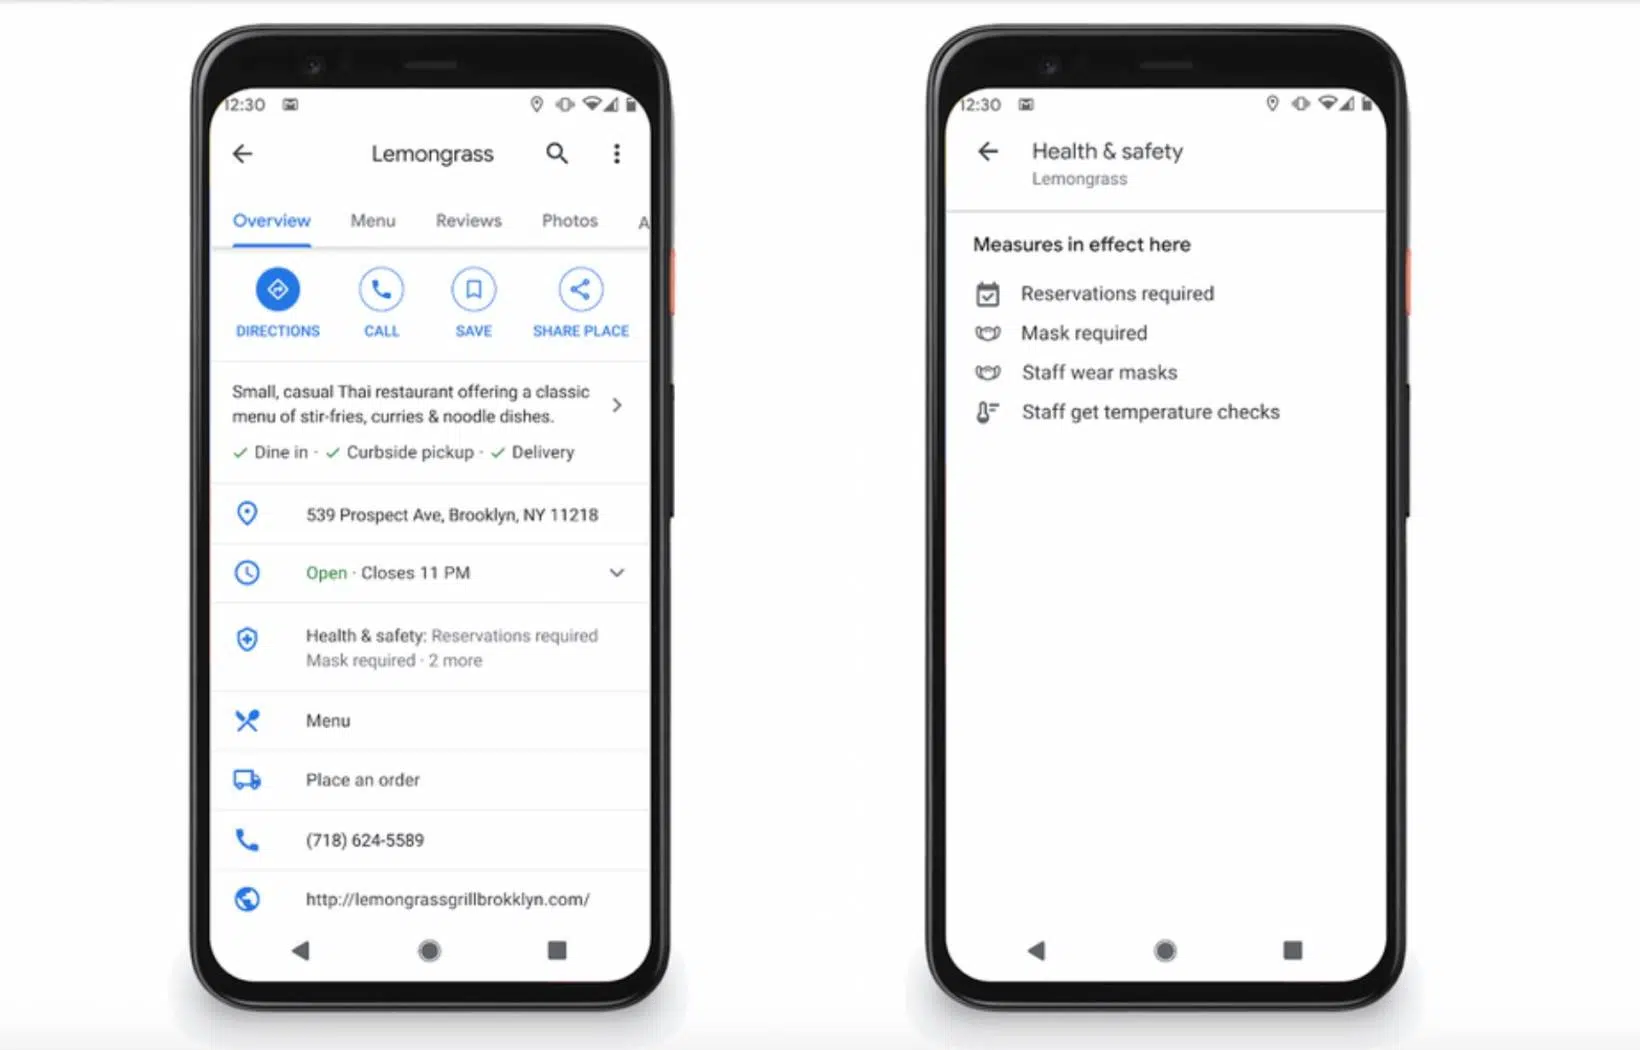 12:30
Lemongrass
Overview Menu Reviews Photos A
DIRECTIONS CALL SAVE SHARE PLACE
Small, casual Thai restaurant offering a classic
menu of stir-fries, curries & noodle dishes.
Dine in · Curbside pickup · Delivery
539 Prospect Ave, Brooklyn, NY 11218
Open · Closes 11 PM
Health & safety: Reservations required
Mask required · 2 more
Menu
Place an order
(718) 624-5589
http://lemongrassgrillbrokklyn.com/
12:30
Health & safety
Lemongrass
Measures in effect here
Reservations required
Mask required
Staff wear masks
Staff get temperature checks